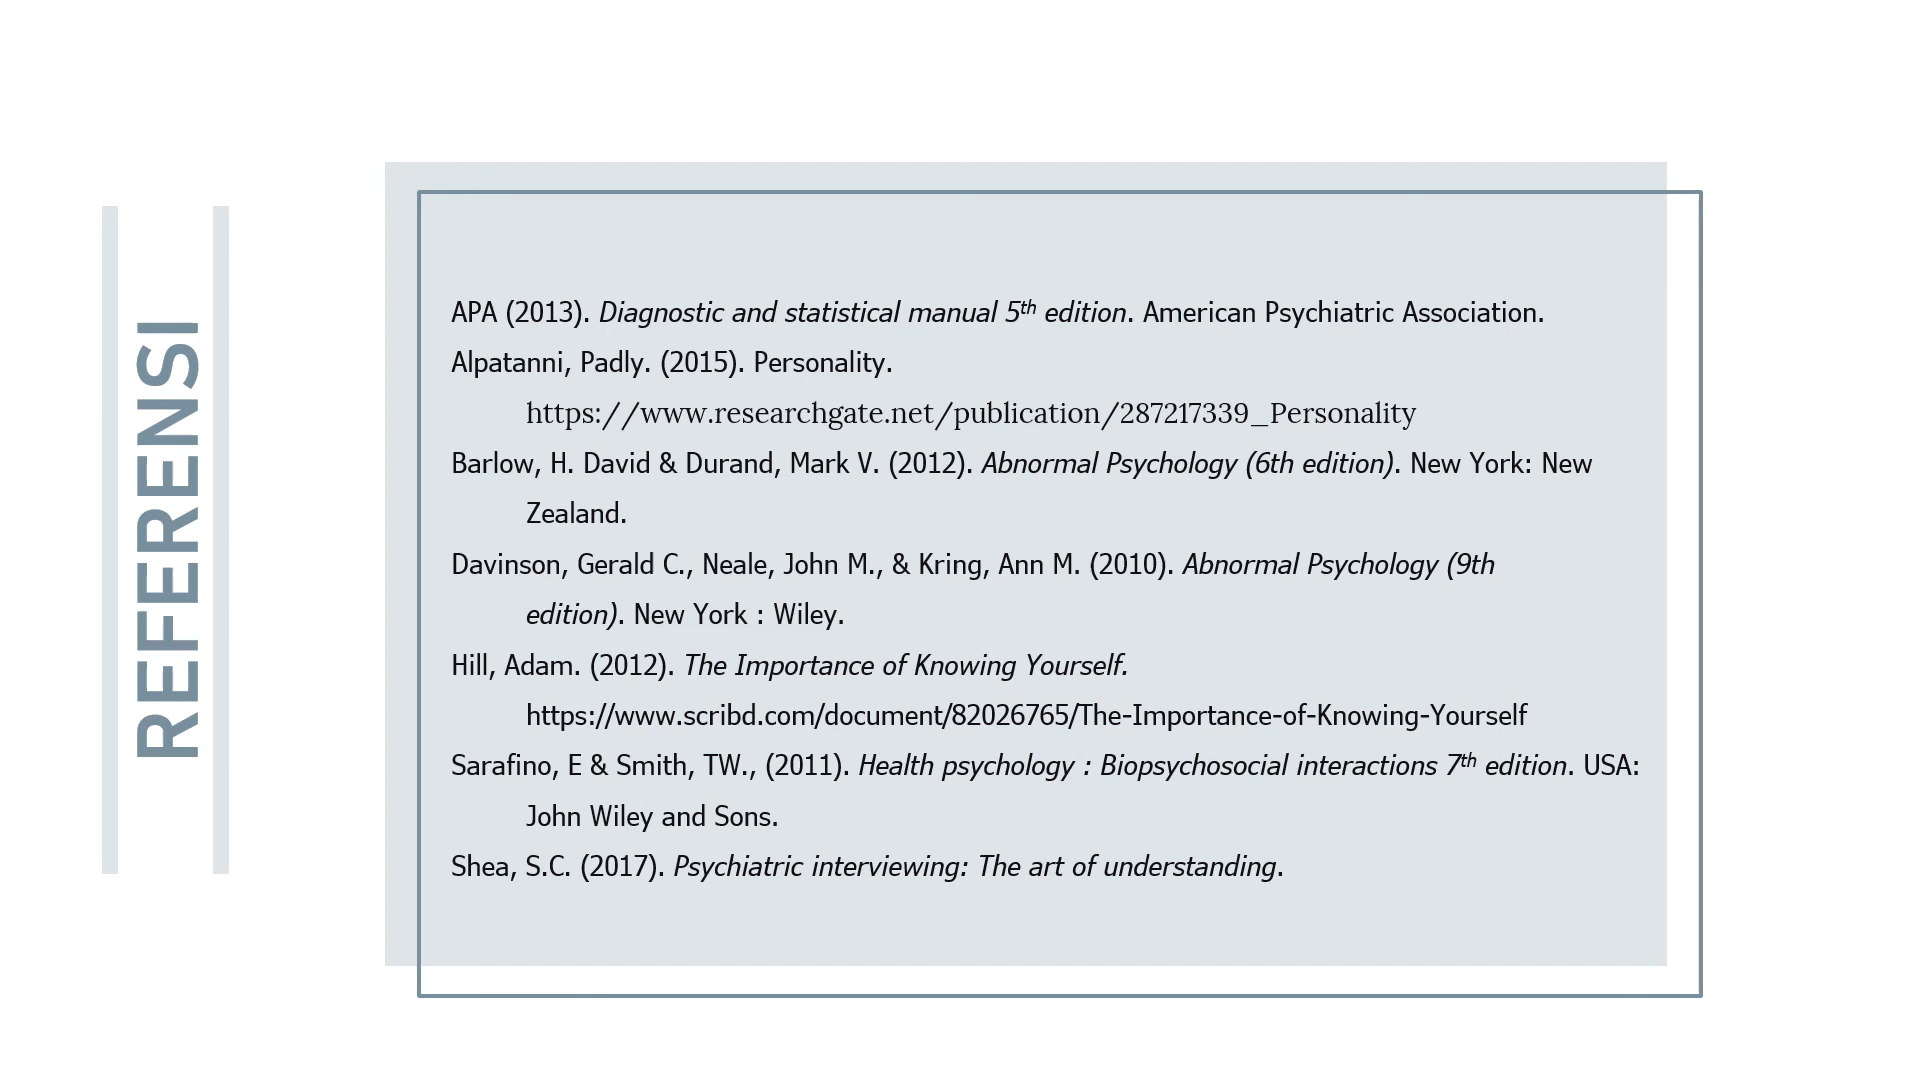 REFERENSI
APA (2013). Diagnostic and statistical manual 5th edition. American Psychiatric Association.
Alpatanni, Padly. (2015). Personality.
https://www.researchgate.net/publication/287217339_Personality
Barlow, H. David & Durand, Mark V. (2012). Abnormal Psychology (6th edition). New York: New
Zealand.
Davinson, Gerald C., Neale, John M., & Kring, Ann M. (2010). Abnormal Psychology (9th
edition). New York : Wiley.
Hill, Adam. (2012). The Importance of Knowing Yourself.
https://www.scribd.com/document/82026765/The-Importance-of-Knowing-Yourself
Sarafino, E & Smith, TW., (2011). Health psychology : Biopsychosocial interactions 7th edition. USA:
John Wiley and Sons.
Shea, S.C. (2017). Psychiatric interviewing: The art of understanding.